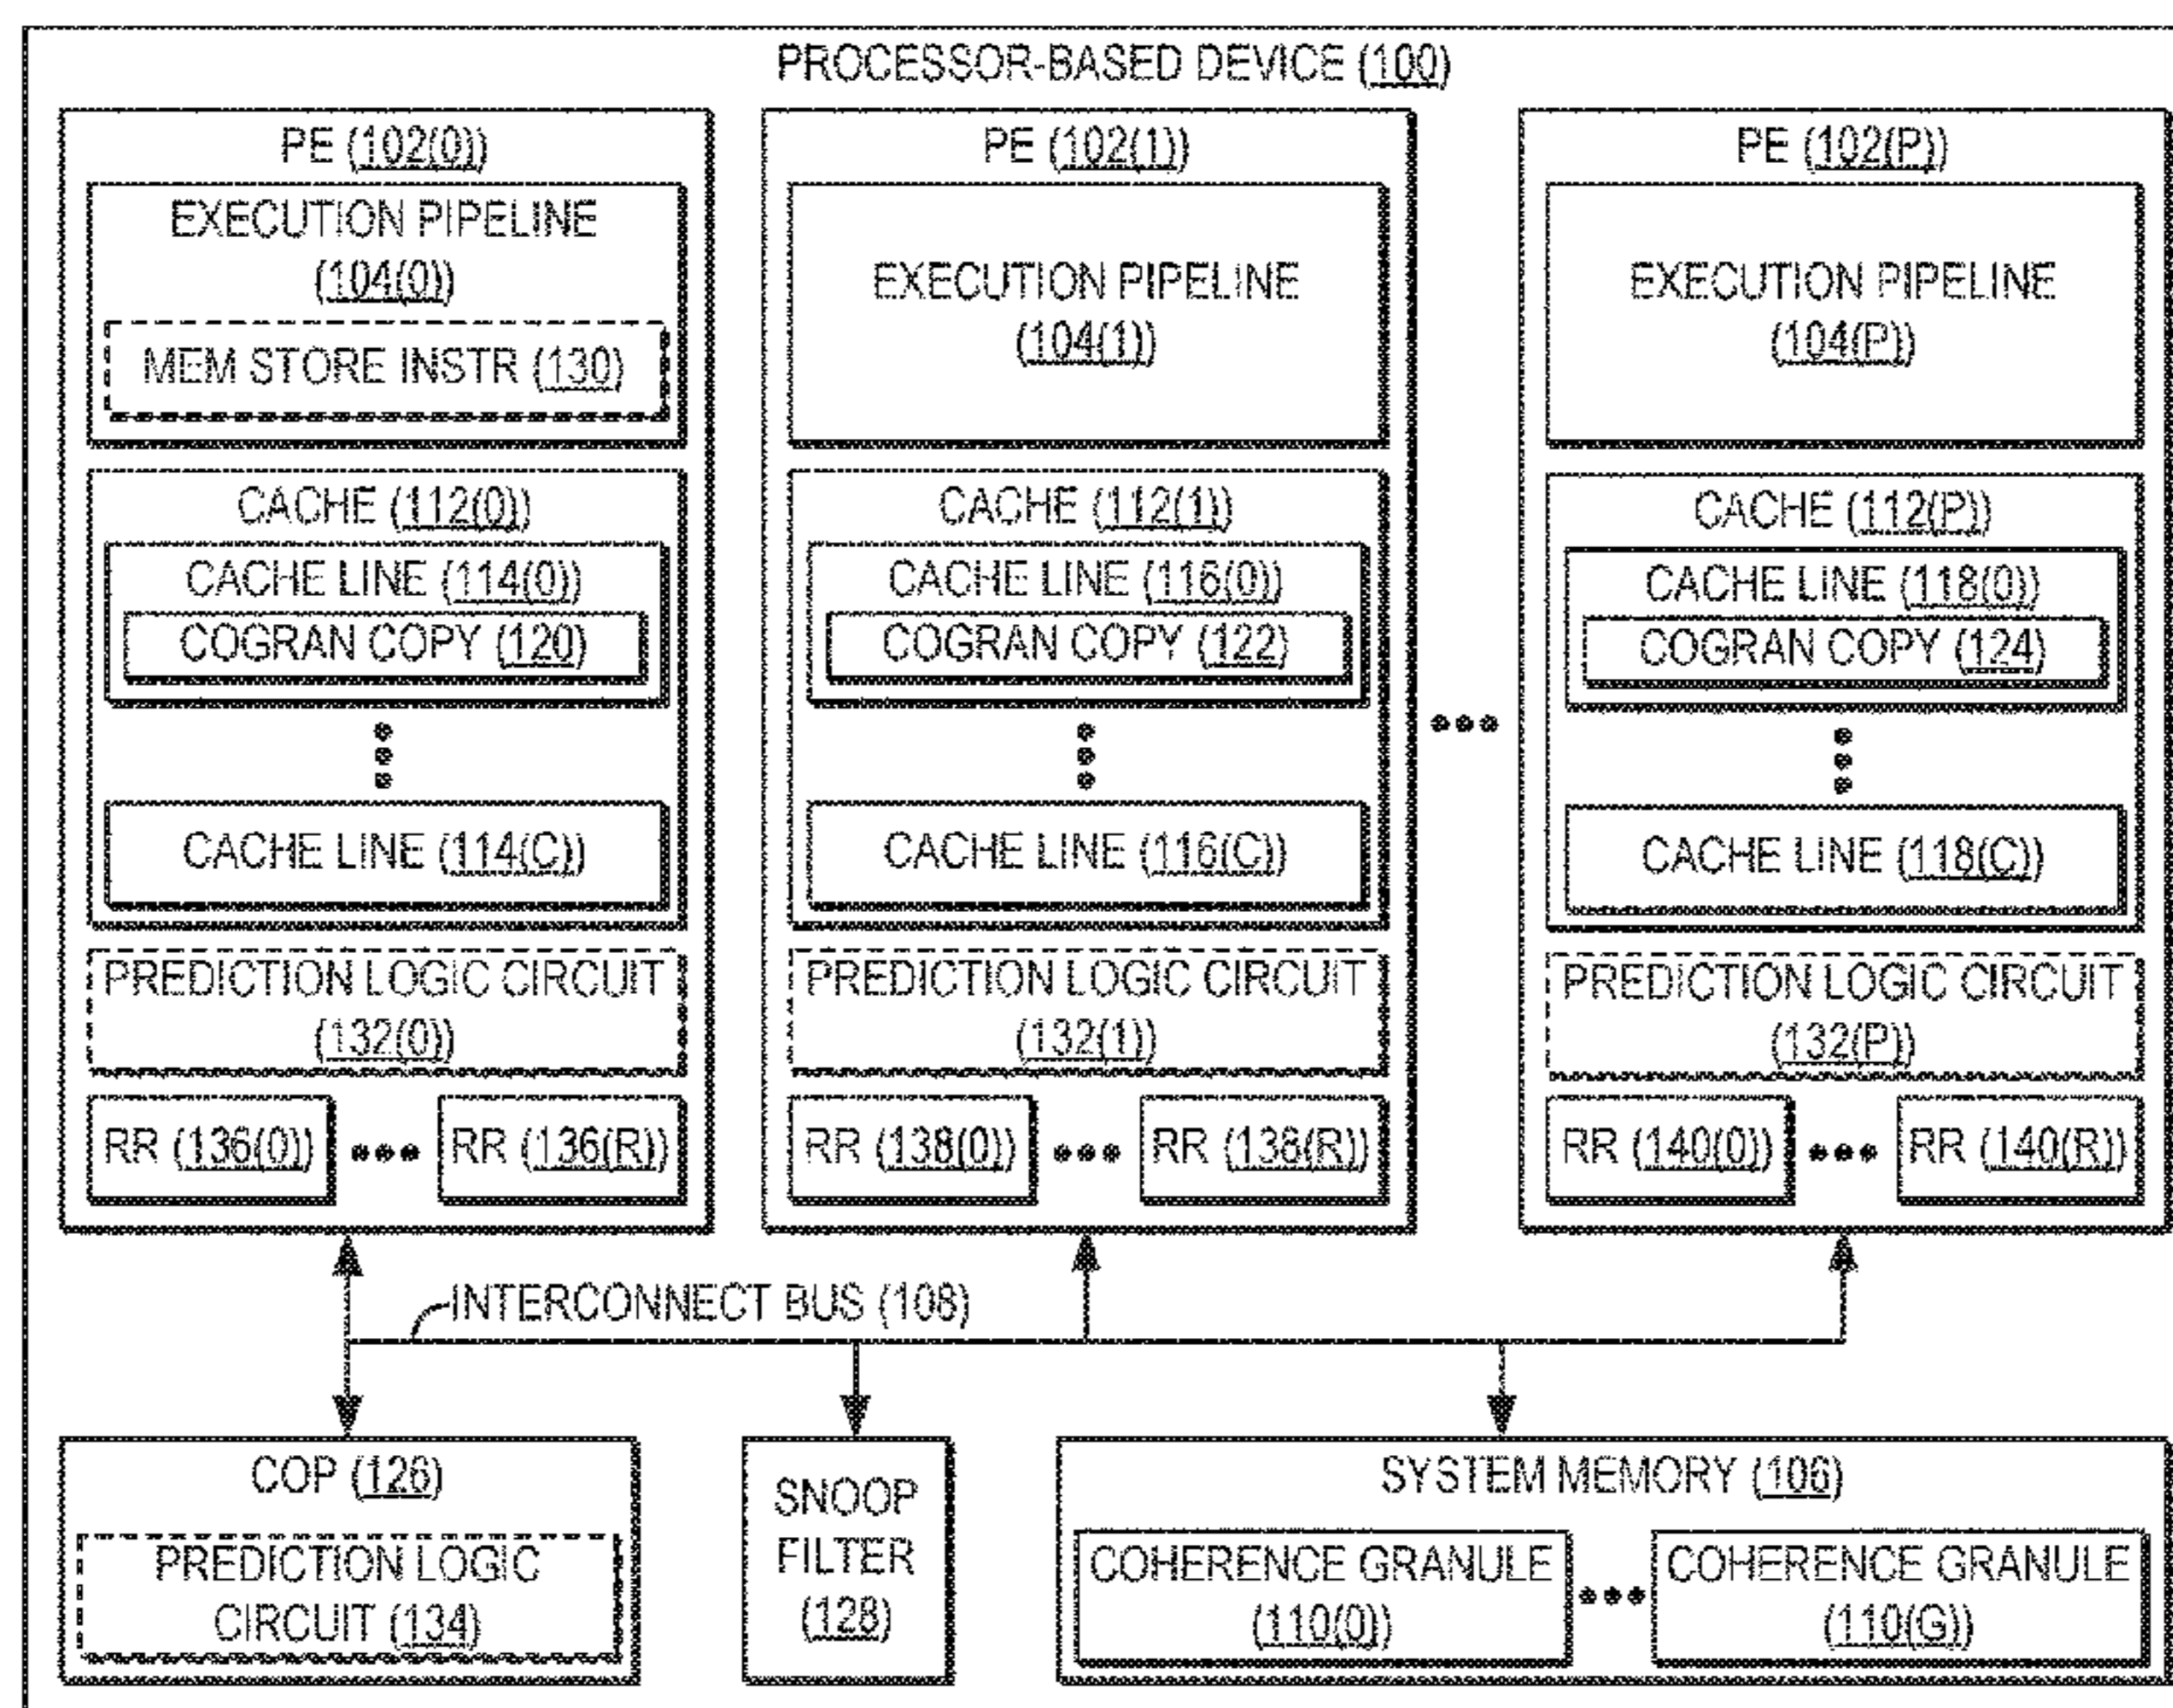 PROCESSOR-BASED DEVICE (100)
PE (102(0))
EXECUTION PIPELINE
(104(0))
MEM STORE INSTR (130)
CACHE (112(0))
CACHE LINE (114(0))
COGRAN COPY (120)
CACHE LINE (114(C))
PREDICTION LOGIC CIRCUIT
(132(0))
RR (136(0))
RR (136(R))
PE (102(1))
EXECUTION PIPELINE
(104(1))
CACHE (112(1))
CACHE LINE (116(0))
COGRAN COPY (122)
CACHE LINE (116(C))
PREDICTION LOGIC CIRCUIT
(132(1))
RR (138(0))
RR (138(R))
PE (102(P))
EXECUTION PIPELINE
(104(P))
CACHE (112(P))
CACHE LINE (118(0))
COGRAN COPY (124)
CACHE LINE (118(C))
PREDICTION LOGIC CIRCUIT
(132(P))
RR (140(0))
RR (140(R))
INTERCONNECT BUS (108)
COP (126)
PREDICTION LOGIC
CIRCUIT (134)
SNOOP
FILTER
(128)
SYSTEM MEMORY (106)
COHERENCE GRANULE
(110(0))
COHERENCE GRANULE
(110(G))